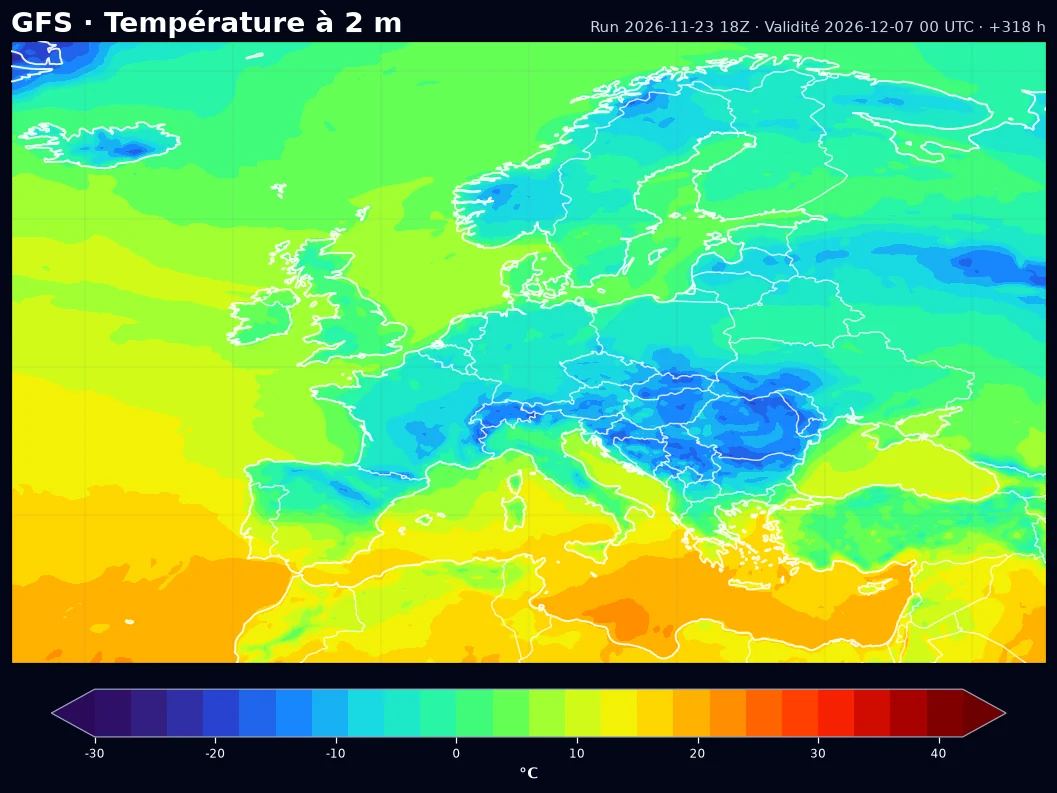 GFS · Température à 2 m
Run 2026-11-23 18Z · Validité 2026-12-07 00 UTC · +318 h
-30 -20 -10 0 10 20 30 40
°C